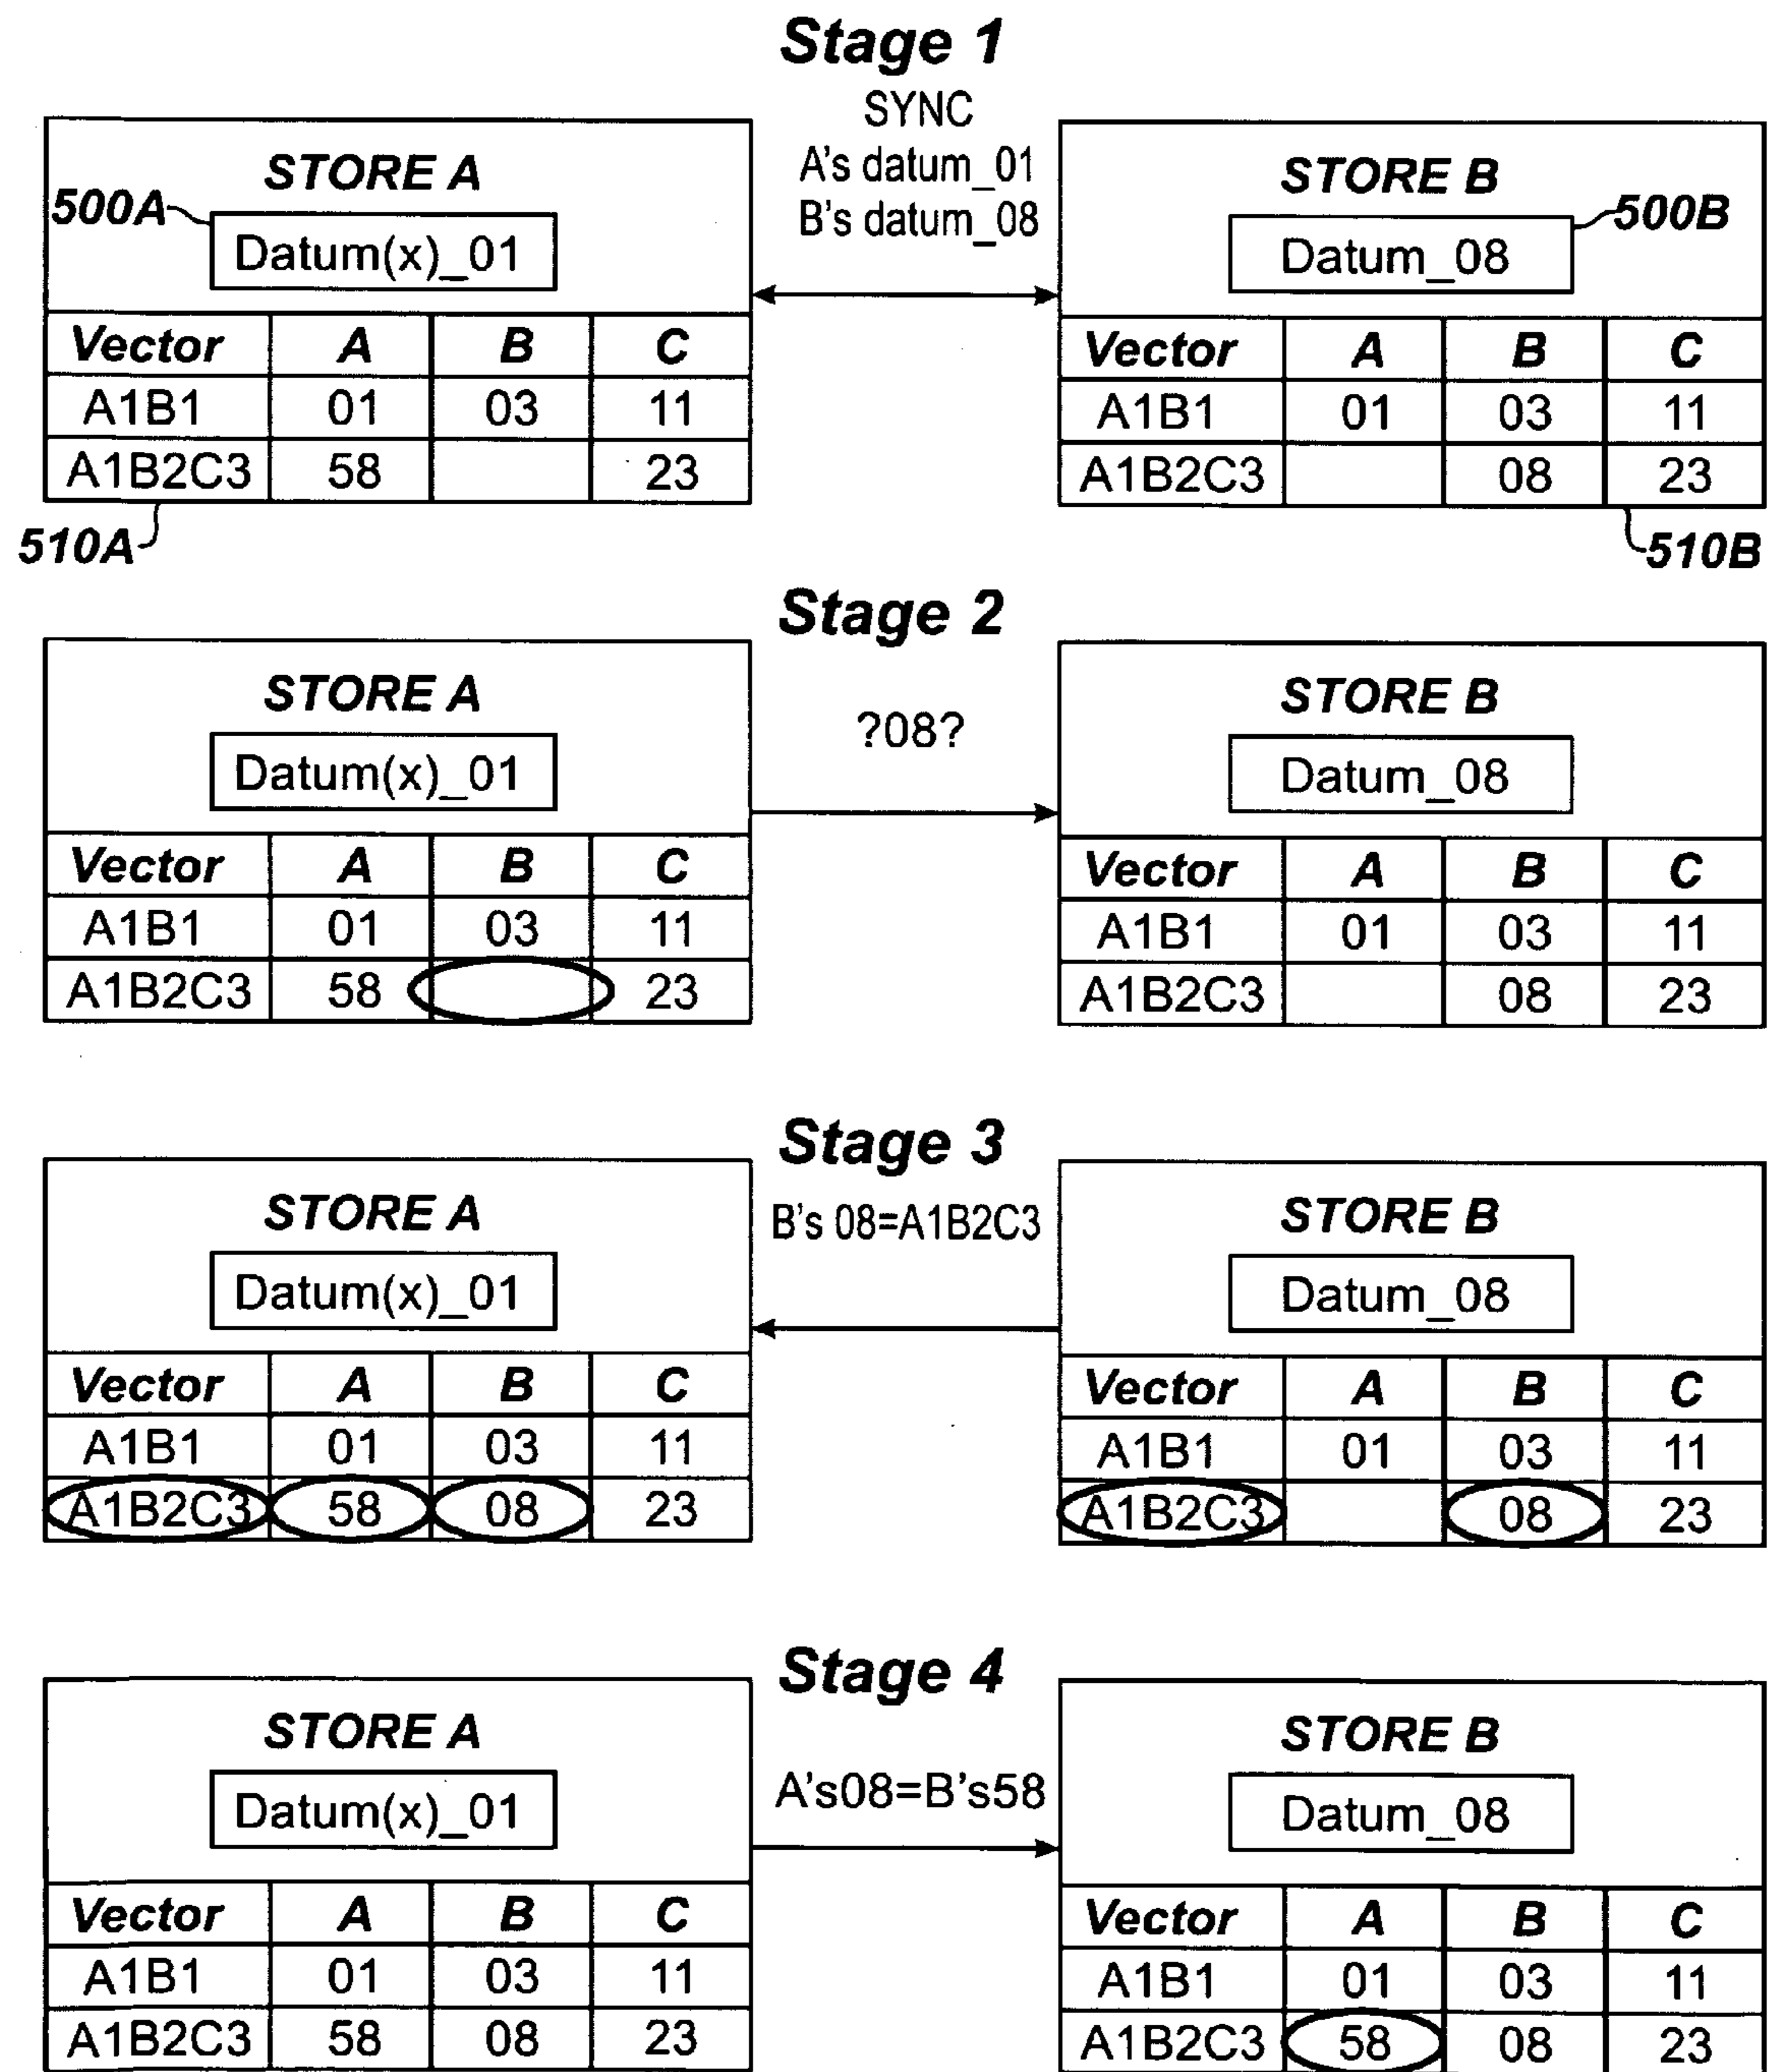 Stage 1
SYNC
A's datum_01
B's datum_08
STORE A
500A
Datum(x)_01
Vector A B C
A1B1 01 03 11
A1B2C3 58 23
510A
STORE B
500B
Datum_08
Vector A B C
A1B1 01 03 11
A1B2C3 08 23
510B
Stage 2
?08?
STORE A
Datum(x)_01
Vector A B C
A1B1 01 03 11
A1B2C3 58 23
STORE B
Datum_08
Vector A B C
A1B1 01 03 11
A1B2C3 08 23
Stage 3
B's 08=A1B2C3
STORE A
Datum(x)_01
Vector A B C
A1B1 01 03 11
A1B2C3 58 08 23
STORE B
Datum_08
Vector A B C
A1B1 01 03 11
A1B2C3 08 23
Stage 4
A's08=B's58
STORE A
Datum(x)_01
Vector A B C
A1B1 01 03 11
A1B2C3 58 08 23
STORE B
Datum_08
Vector A B C
A1B1 01 03 11
A1B2C3 58 08 23